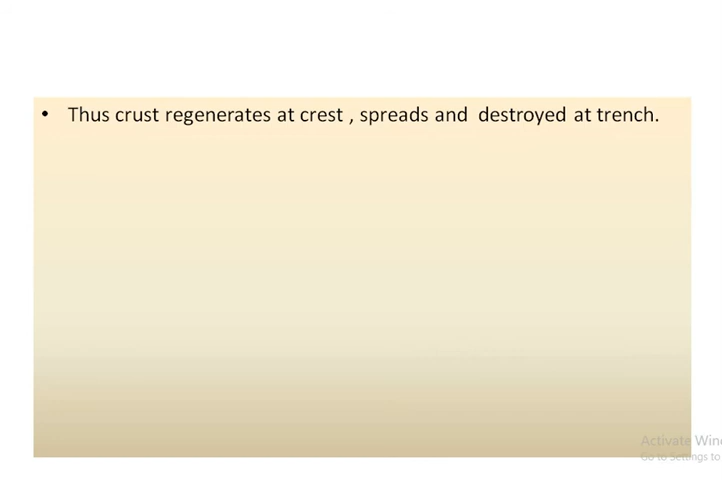 • Thus crust regenerates at crest , spreads and destroyed at trench.
Activate Wind
Go to Settings to